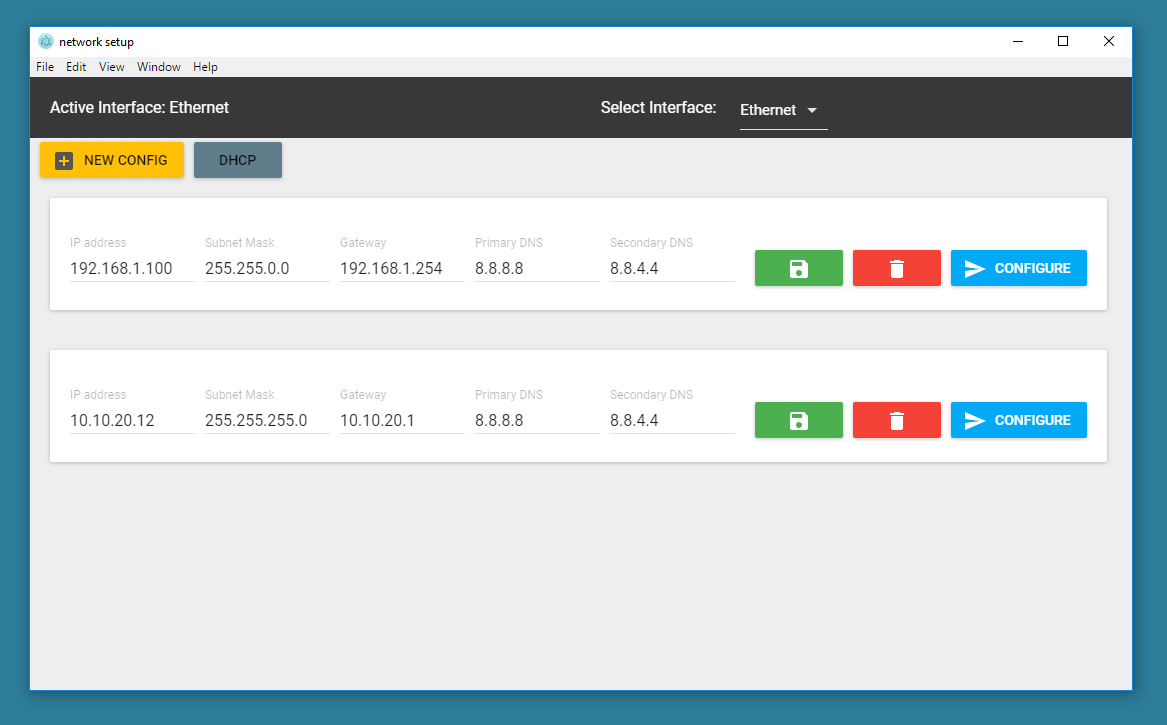 network setup
File Edit View Window Help
Active Interface: Ethernet Select Interface: Ethernet
NEW CONFIG DHCP
IP address Subnet Mask Gateway Primary DNS Secondary DNS
192.168.1.100 255.255.0.0 192.168.1.254 8.8.8.8 8.8.4.4 CONFIGURE
IP address Subnet Mask Gateway Primary DNS Secondary DNS
10.10.20.12 255.255.255.0 10.10.20.1 8.8.8.8 8.8.4.4 CONFIGURE